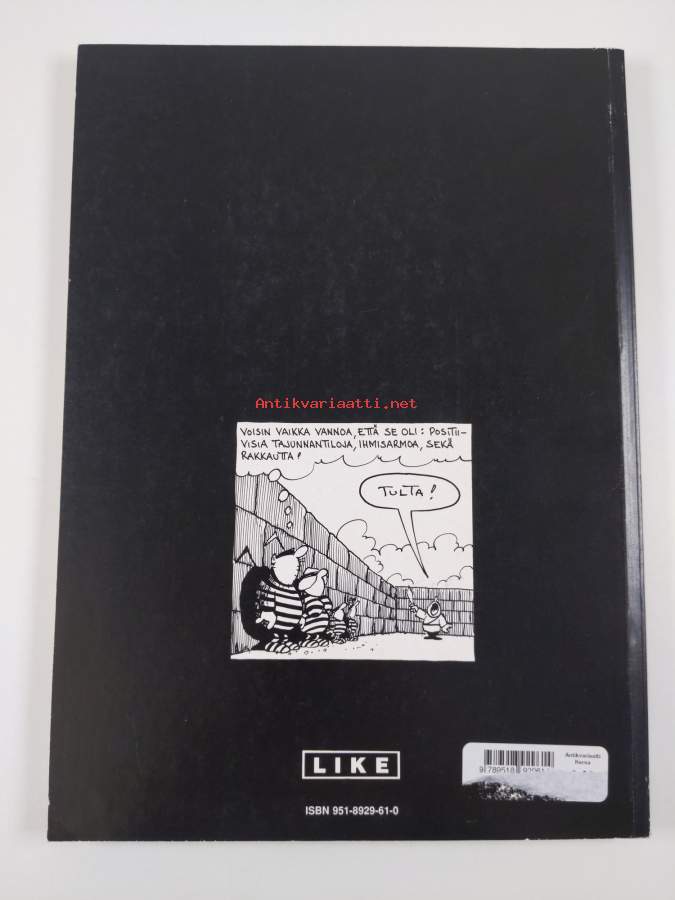 Antikvariaatti.net
VOISIN VAIKKA VANNOA, ETTÄ SE OLI: POSITII-
VISIA TAJUNNANTILOJA, IHMISARMOA, SEKÄ
RAKKAUTTA!
TULTA!
LIKE
ISBN 951-8929-61-0
Antikvariaatti